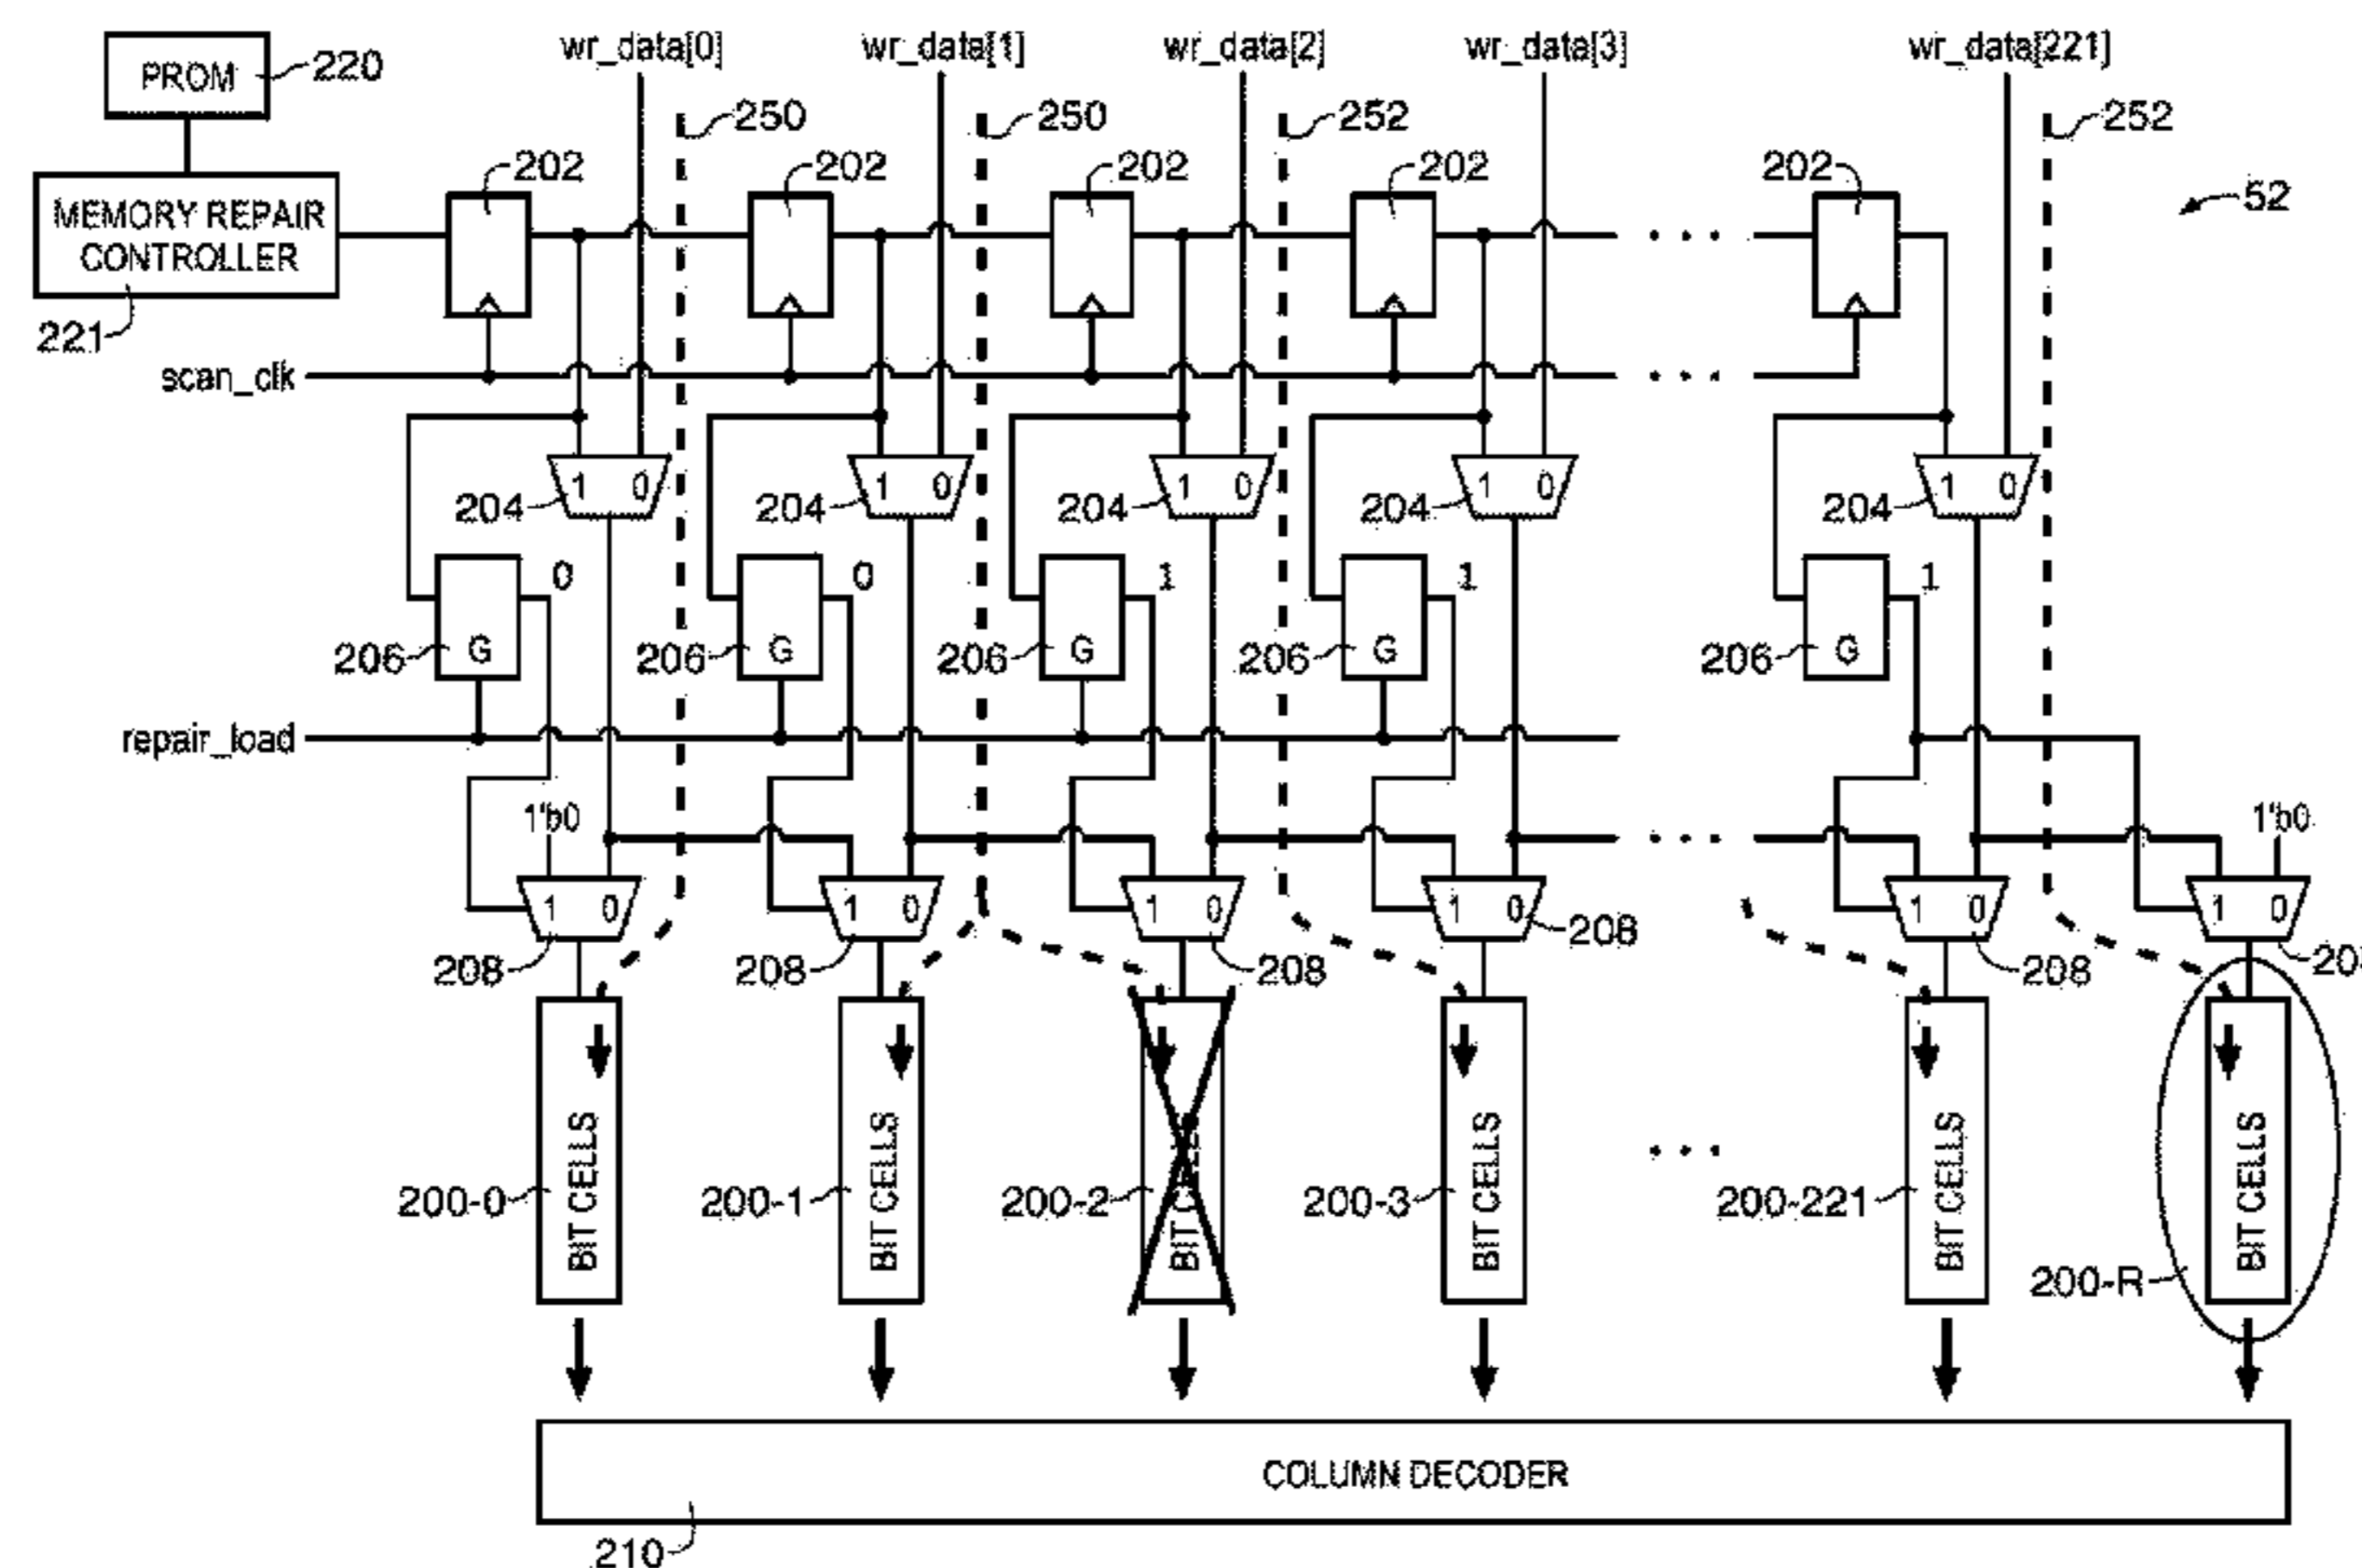 wr_data[0] wr_data[1] wr_data[2] wr_data[3] wr_data[221]
PROM 220
250 250 252 252
202 202 202 202 202
52
MEMORY REPAIR
CONTROLLER
221
scan_clk
1 0 1 0 1 0 1 0 1 0
204 204 204 204 204
0 0 1 1 1
G G G G G
206 206 206 206 206
repair_load
1'b0 1'b0
1 0 1 0 1 0 1 0 1 0 1 0
208 208 208 208 208
BIT CELLS BIT CELLS BIT CELLS BIT CELLS BIT CELLS BIT CELLS
200-0 200-1 200-2 200-3 200-221 200-R
COLUMN DECODER
210